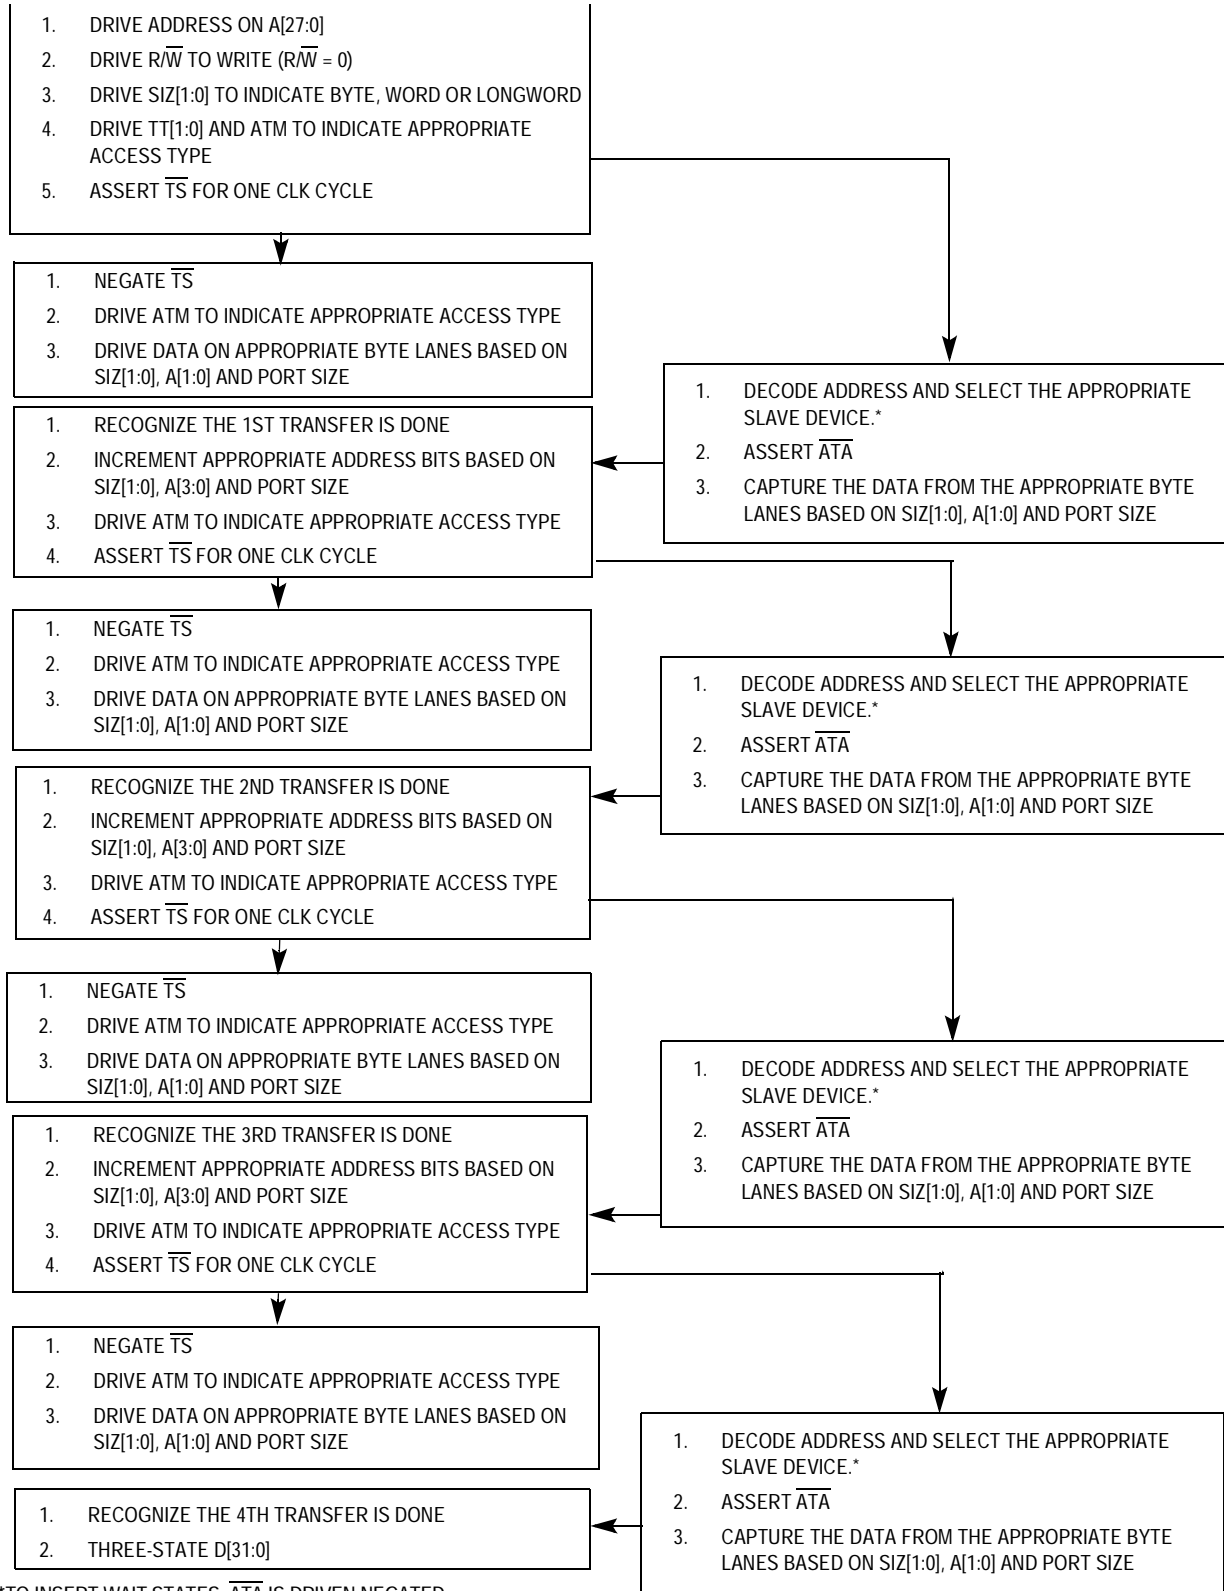 1. DRIVE ADDRESS ON A[27:0]
2. DRIVE R/W̅ TO WRITE (R/W̅ = 0)
3. DRIVE SIZ[1:0] TO INDICATE BYTE, WORD OR LONGWORD
4. DRIVE TT[1:0] AND ATM TO INDICATE APPROPRIATE
ACCESS TYPE
5. ASSERT T̅S̅ FOR ONE CLK CYCLE
1. NEGATE T̅S̅
2. DRIVE ATM TO INDICATE APPROPRIATE ACCESS TYPE
3. DRIVE DATA ON APPROPRIATE BYTE LANES BASED ON
SIZ[1:0], A[1:0] AND PORT SIZE
1. DECODE ADDRESS AND SELECT THE APPROPRIATE
SLAVE DEVICE.*
2. ASSERT A̅T̅A̅
3. CAPTURE THE DATA FROM THE APPROPRIATE BYTE
LANES BASED ON SIZ[1:0], A[1:0] AND PORT SIZE
1. RECOGNIZE THE 1ST TRANSFER IS DONE
2. INCREMENT APPROPRIATE ADDRESS BITS BASED ON
SIZ[1:0], A[3:0] AND PORT SIZE
3. DRIVE ATM TO INDICATE APPROPRIATE ACCESS TYPE
4. ASSERT T̅S̅ FOR ONE CLK CYCLE
1. NEGATE T̅S̅
2. DRIVE ATM TO INDICATE APPROPRIATE ACCESS TYPE
3. DRIVE DATA ON APPROPRIATE BYTE LANES BASED ON
SIZ[1:0], A[1:0] AND PORT SIZE
1. DECODE ADDRESS AND SELECT THE APPROPRIATE
SLAVE DEVICE.*
2. ASSERT A̅T̅A̅
3. CAPTURE THE DATA FROM THE APPROPRIATE BYTE
LANES BASED ON SIZ[1:0], A[1:0] AND PORT SIZE
1. RECOGNIZE THE 2ND TRANSFER IS DONE
2. INCREMENT APPROPRIATE ADDRESS BITS BASED ON
SIZ[1:0], A[3:0] AND PORT SIZE
3. DRIVE ATM TO INDICATE APPROPRIATE ACCESS TYPE
4. ASSERT T̅S̅ FOR ONE CLK CYCLE
1. NEGATE T̅S̅
2. DRIVE ATM TO INDICATE APPROPRIATE ACCESS TYPE
3. DRIVE DATA ON APPROPRIATE BYTE LANES BASED ON
SIZ[1:0], A[1:0] AND PORT SIZE
1. DECODE ADDRESS AND SELECT THE APPROPRIATE
SLAVE DEVICE.*
2. ASSERT A̅T̅A̅
3. CAPTURE THE DATA FROM THE APPROPRIATE BYTE
LANES BASED ON SIZ[1:0], A[1:0] AND PORT SIZE
1. RECOGNIZE THE 3RD TRANSFER IS DONE
2. INCREMENT APPROPRIATE ADDRESS BITS BASED ON
SIZ[1:0], A[3:0] AND PORT SIZE
3. DRIVE ATM TO INDICATE APPROPRIATE ACCESS TYPE
4. ASSERT T̅S̅ FOR ONE CLK CYCLE
1. NEGATE T̅S̅
2. DRIVE ATM TO INDICATE APPROPRIATE ACCESS TYPE
3. DRIVE DATA ON APPROPRIATE BYTE LANES BASED ON
SIZ[1:0], A[1:0] AND PORT SIZE
1. DECODE ADDRESS AND SELECT THE APPROPRIATE
SLAVE DEVICE.*
2. ASSERT A̅T̅A̅
3. CAPTURE THE DATA FROM THE APPROPRIATE BYTE
LANES BASED ON SIZ[1:0], A[1:0] AND PORT SIZE
1. RECOGNIZE THE 4TH TRANSFER IS DONE
2. THREE-STATE D[31:0]
*TO INSERT WAIT STATES, A̅T̅A̅ IS DRIVEN NEGATED